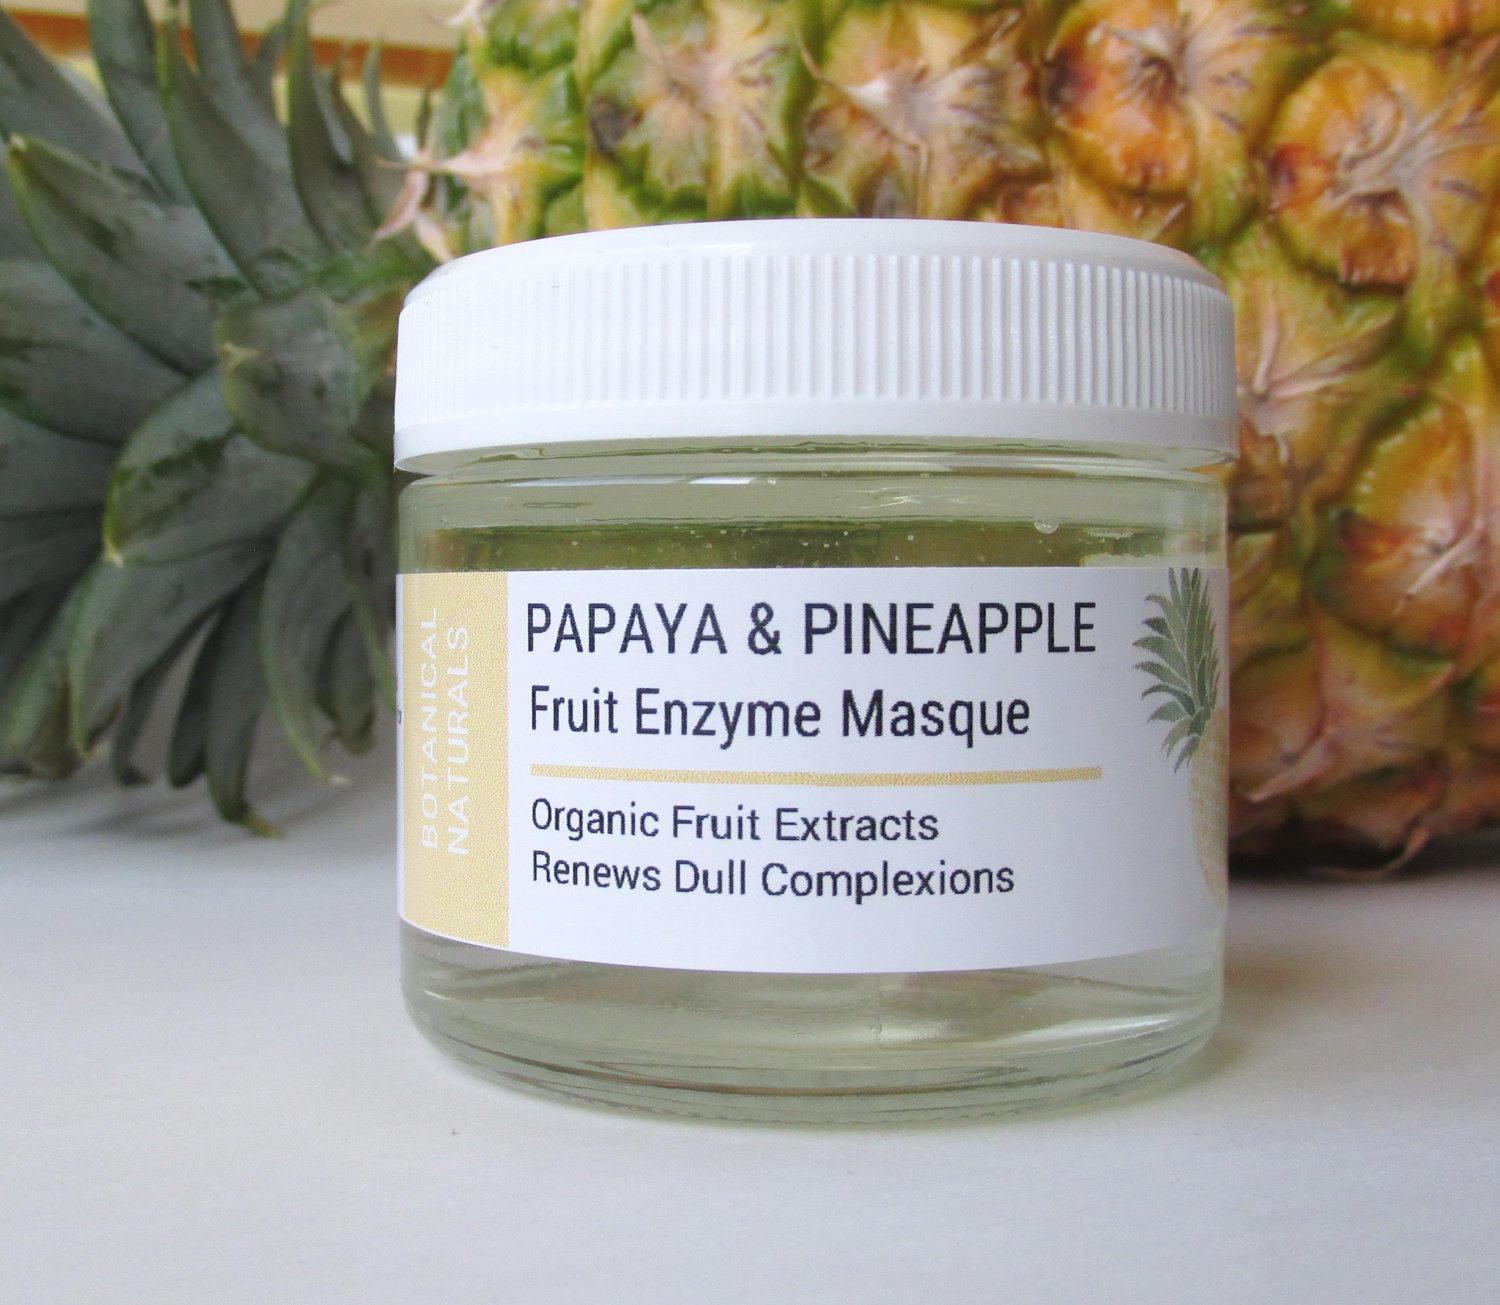 BOTANICAL
NATURALS
PAPAYA & PINEAPPLE
Fruit Enzyme Masque
Organic Fruit Extracts
Renews Dull Complexions